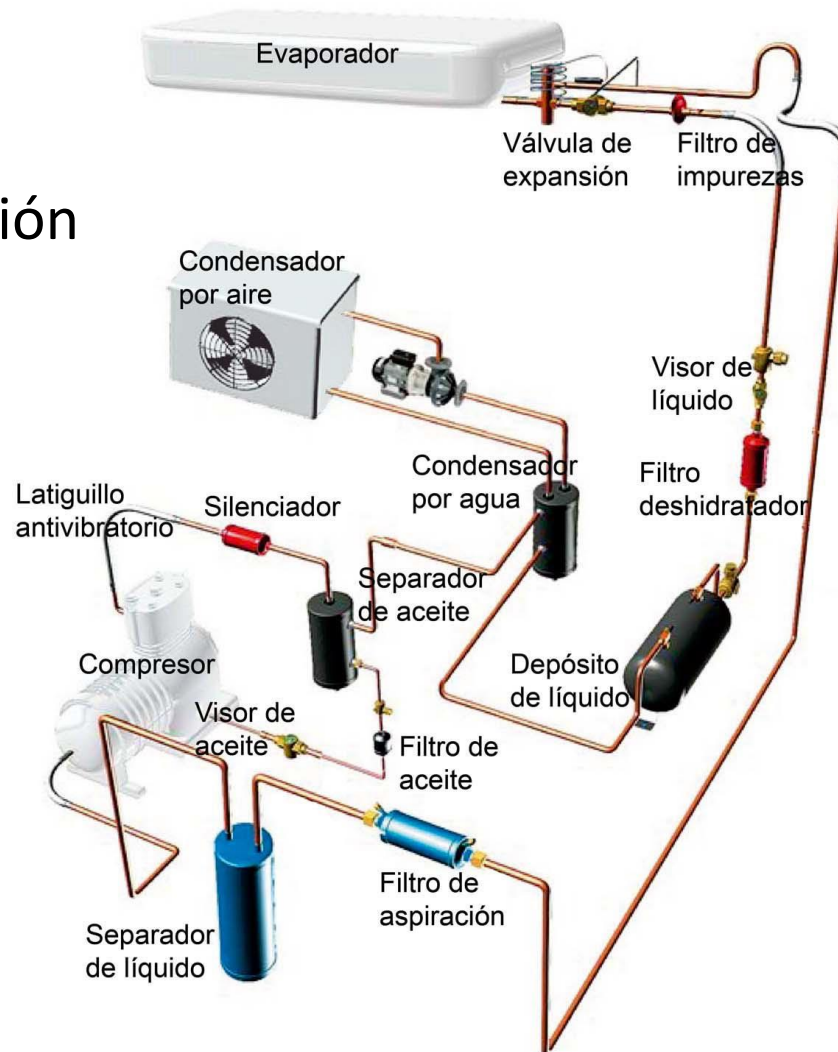 Evaporador
Válvula de
expansión
Filtro de
impurezas
ión
Condensador
por aire
Visor de
líquido
Condensador
por agua
Filtro
deshidratador
Latiguillo
antivibratorio
Silenciador
Separador
de aceite
Compresor
Depósito
de líquido
Visor de
aceite
Filtro de
aceite
Filtro de
aspiración
Separador
de líquido